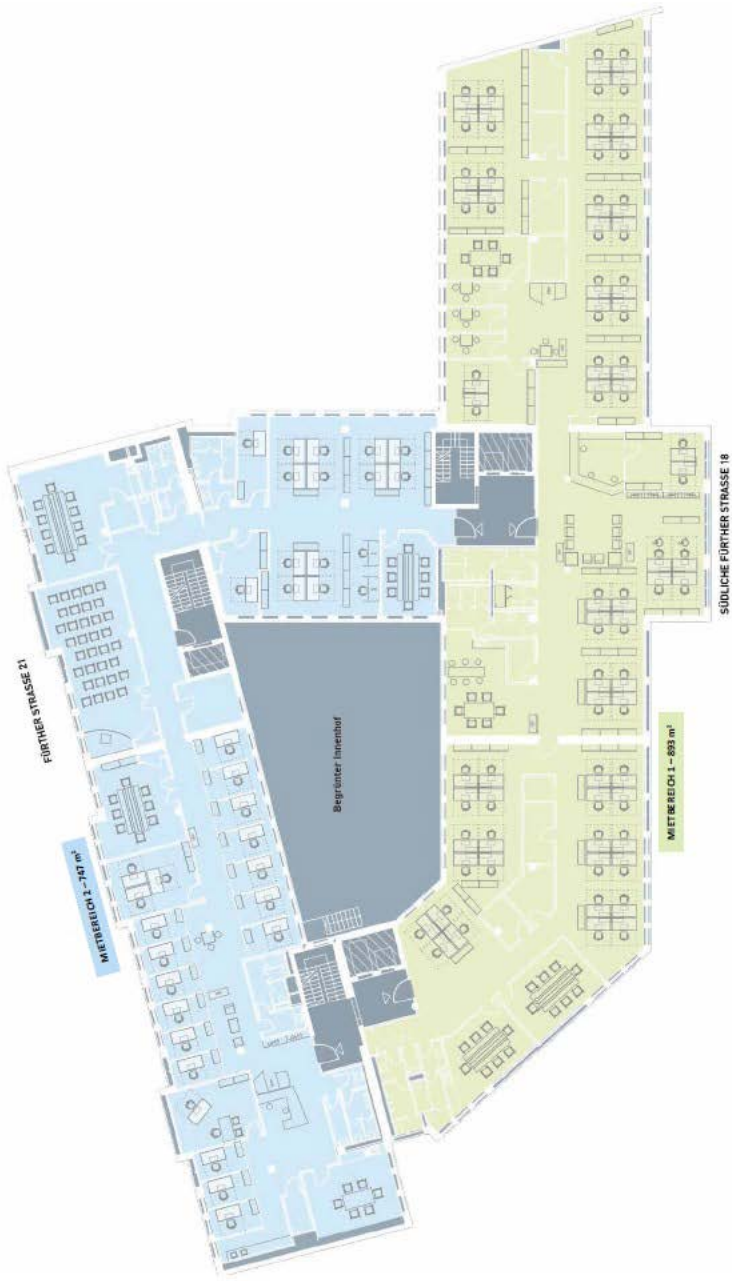 FÜRTHER STRASSE 21
MIETBEREICH 2 – 747 m²
Begrünter Innenhof
MIETBEREICH 1 – 893 m²
SÜDLICHE FÜRTHER STRASSE 18